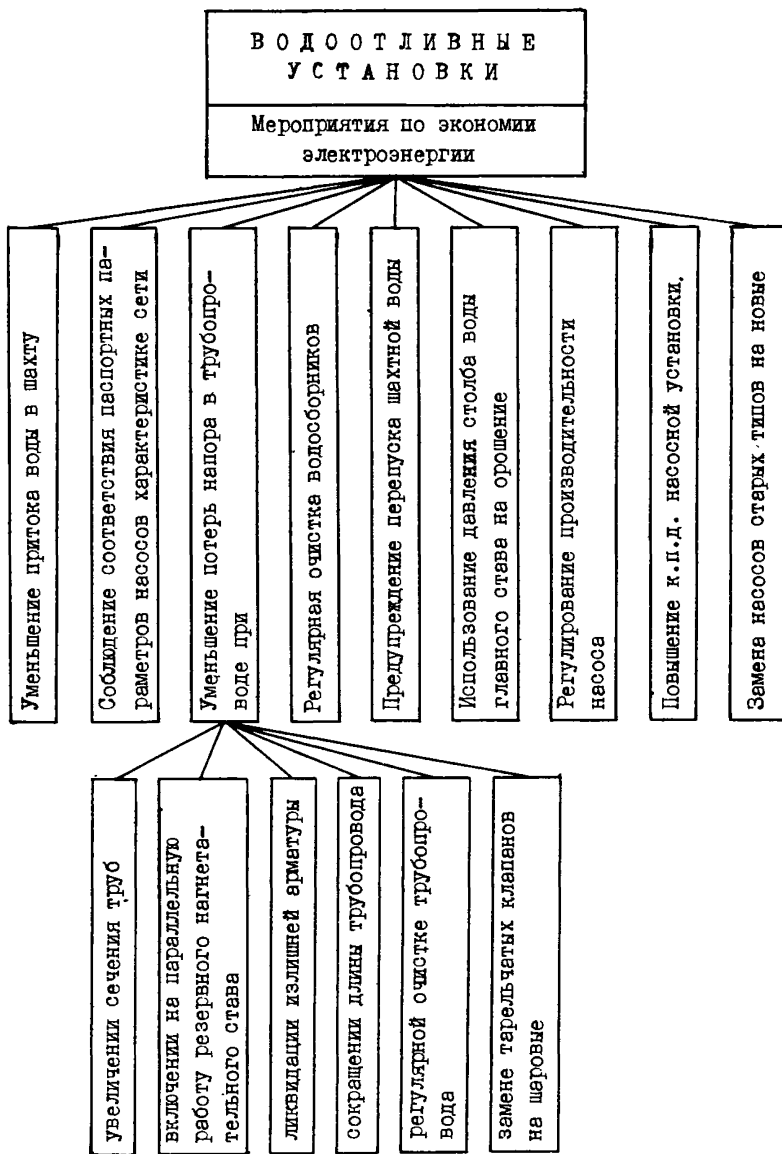 ВОДООТЛИВНЫЕ
УСТАНОВКИ
Мероприятия по экономии
электроэнергии
Уменьшение притока воды в шахту
Соблюдение соответствия паспортных па-
раметров насосов характеристике сети
Уменьшение потерь напора в трубопро-
воде при
Регулярная очистка водосборников
Предупреждение перепуска шахтной воды
Использование давления столба воды
главного става на орошение
Регулирование производительности
насоса
Повышение к.п.д. насосной установки.
Замена насосов старых типов на новые
увеличении сечения труб
включении на параллельную
работу резервного нагнета-
тельного става
ликвидации излишней арматуры
сокращении длины трубопровода
регулярной очистке трубопро-
вода
замене тарельчатых клапанов
на шаровые